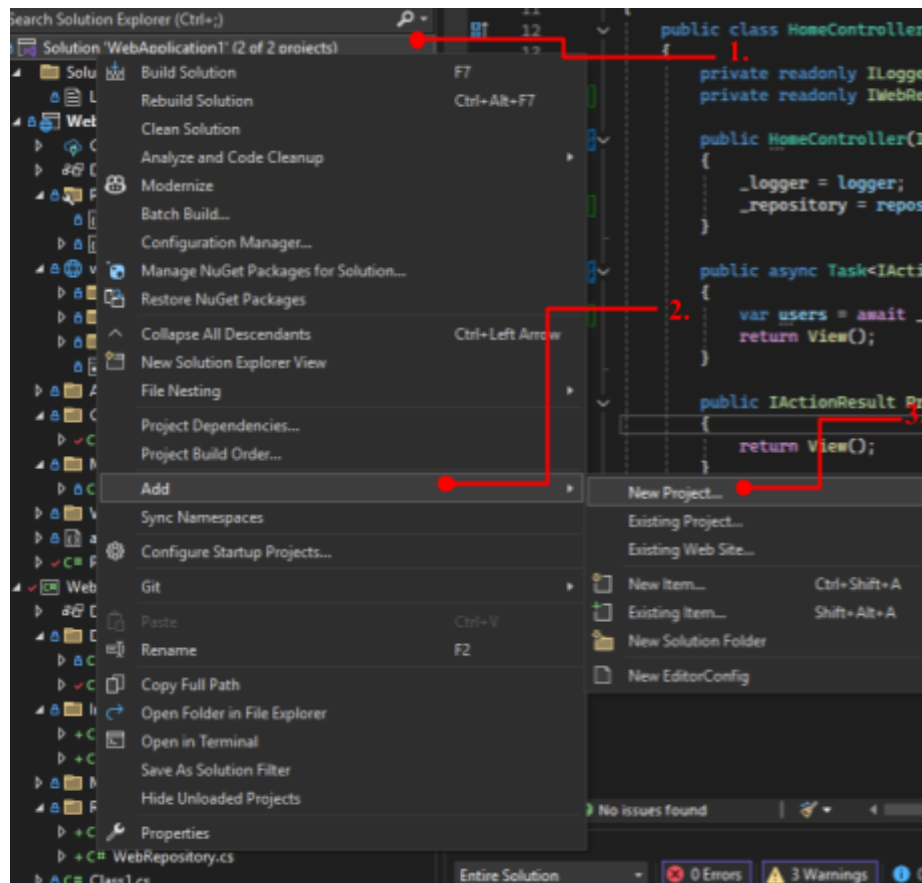 Search Solution Explorer (Ctrl+;)
Solution 'WebApplication1' (2 of 2 projects)
1.
Build Solution F7
Rebuild Solution Ctrl+Alt+F7
Clean Solution
Analyze and Code Cleanup
Modernize
Batch Build...
Configuration Manager...
Manage NuGet Packages for Solution...
Restore NuGet Packages
Collapse All Descendants Ctrl+Left Arrow
New Solution Explorer View
File Nesting
Project Dependencies...
Project Build Order...
Add
Sync Namespaces
Configure Startup Projects...
Git
Paste Ctrl+V
Rename F2
Copy Full Path
Open Folder in File Explorer
Open in Terminal
Save As Solution Filter
Hide Unloaded Projects
Properties
WebRepository.cs
Class1.cs
2.
3.
New Project...
Existing Project...
Existing Web Site...
New Item... Ctrl+Shift+A
Existing Item... Shift+Alt+A
New Solution Folder
New EditorConfig
12
public class HomeController
{
private readonly
private readonly
public HomeController(
{
_logger = logger;
_repository =
}
public async
{
var users = await
return View();
}
public IActionResult
{
return View();
}
No issues found
Entire Solution
0 Errors
3 Warnings